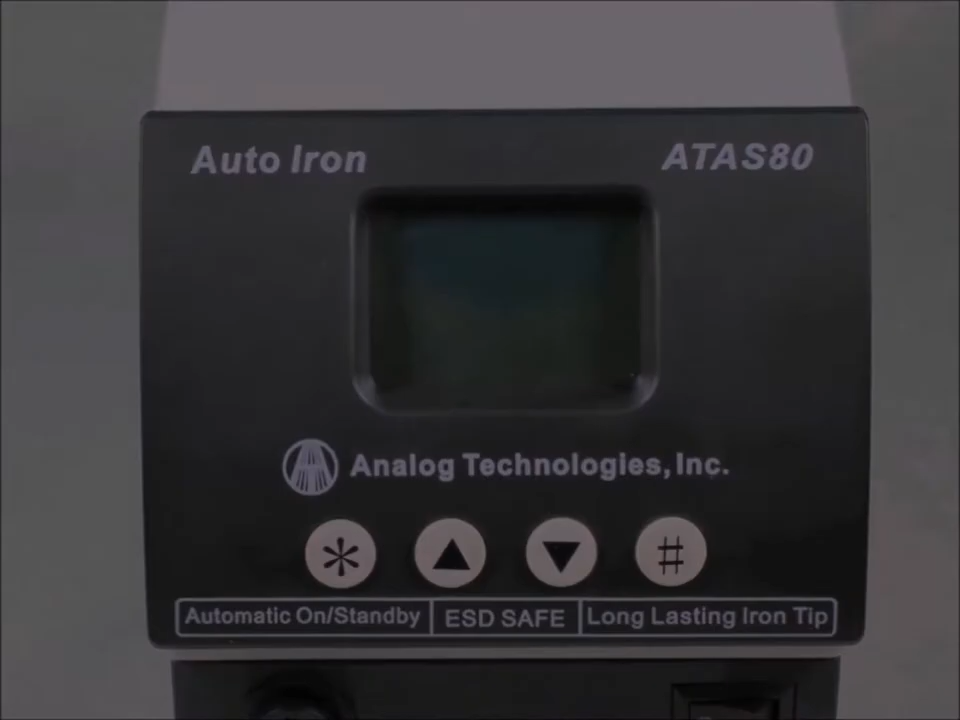 Auto Iron
ATAS80
Analog Technologies, Inc.
* ▲ ▼ #
Automatic On/Standby
ESD SAFE
Long Lasting Iron Tip